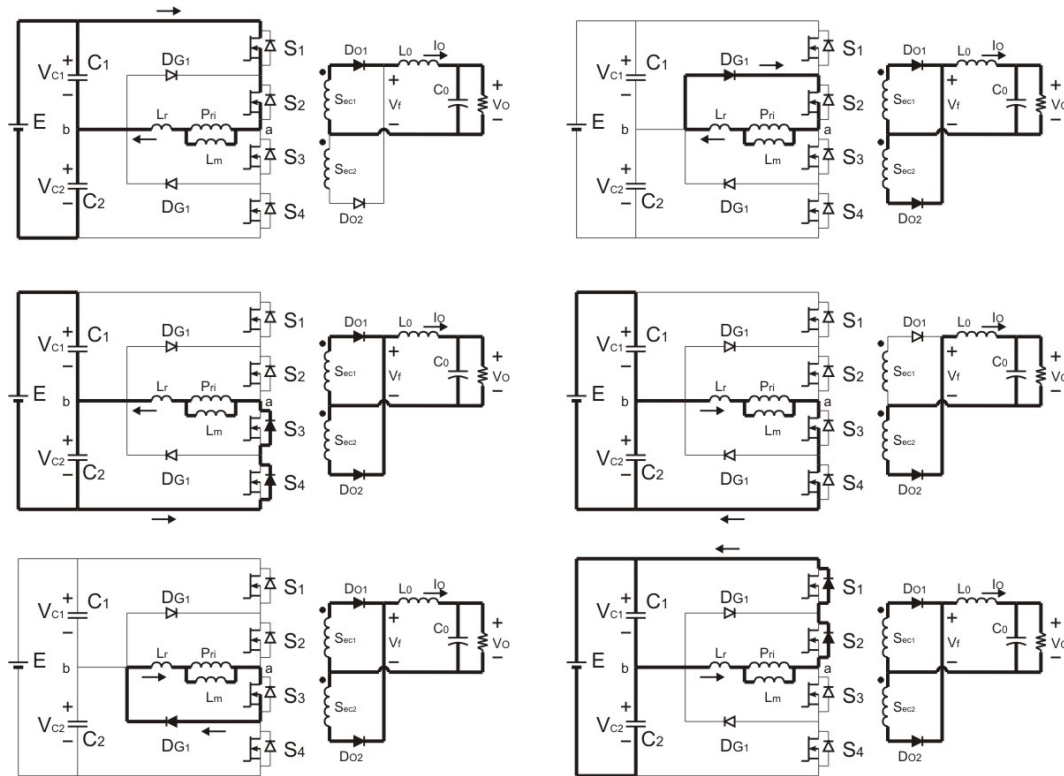 S1
+ C1 DG1 DO1 L0 IO
VC1 S2 + C0 +
− Sec1 Vf VO
E Lr Pri − −
b a
Lm S3
+ Sec2
VC2 C2 DG1 DO2
− S4
S1
+ C1 DG1 DO1 L0 IO
VC1 S2 + C0 +
− Sec1 Vf VO
E Lr Pri − −
b a
Lm S3
+ Sec2
VC2 C2 DG1 DO2
− S4
S1
+ C1 DG1 DO1 L0 IO
VC1 S2 + C0 +
− Sec1 Vf VO
E Lr Pri − −
b a
Lm S3
+ Sec2
VC2 C2 DG1 DO2
− S4
S1
+ C1 DG1 DO1 L0 IO
VC1 S2 + C0 +
− Sec1 Vf VO
E Lr Pri − −
b a
Lm S3
+ Sec2
VC2 C2 DG1 DO2
− S4
S1
+ C1 DG1 DO1 L0 IO
VC1 S2 + C0 +
− Sec1 Vf VO
E Lr Pri − −
b a
Lm S3
+ Sec2
VC2 C2 DG1 DO2
− S4
S1
+ C1 DG1 DO1 L0 IO
VC1 S2 + C0 +
− Sec1 Vf VO
E Lr Pri − −
b a
Lm S3
+ Sec2
VC2 C2 DG1 DO2
− S4